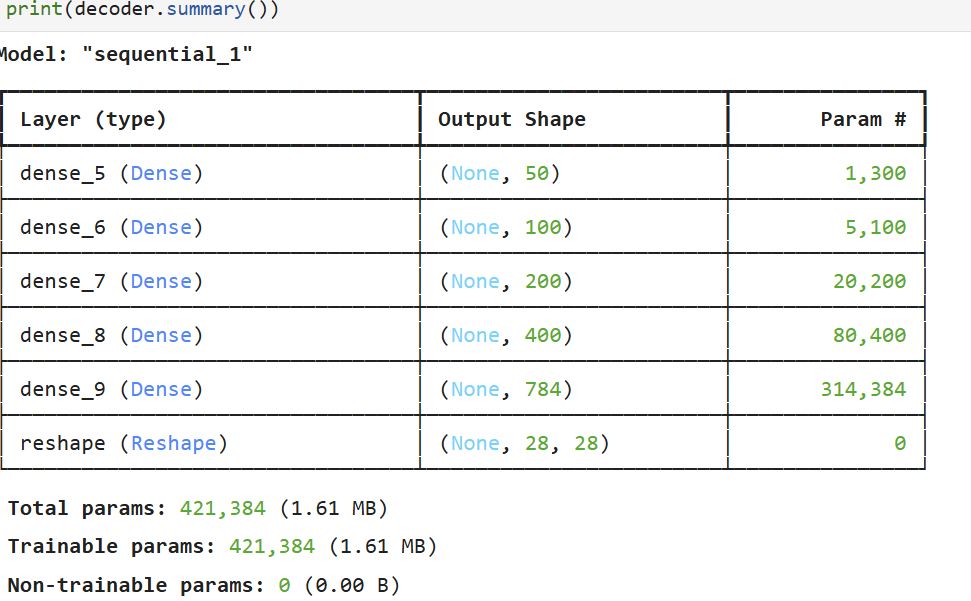 print(decoder.summary())
Model: "sequential_1"
Layer (type) Output Shape Param #
dense_5 (Dense) (None, 50) 1,300
dense_6 (Dense) (None, 100) 5,100
dense_7 (Dense) (None, 200) 20,200
dense_8 (Dense) (None, 400) 80,400
dense_9 (Dense) (None, 784) 314,384
reshape (Reshape) (None, 28, 28) 0
Total params: 421,384 (1.61 MB)
Trainable params: 421,384 (1.61 MB)
Non-trainable params: 0 (0.00 B)